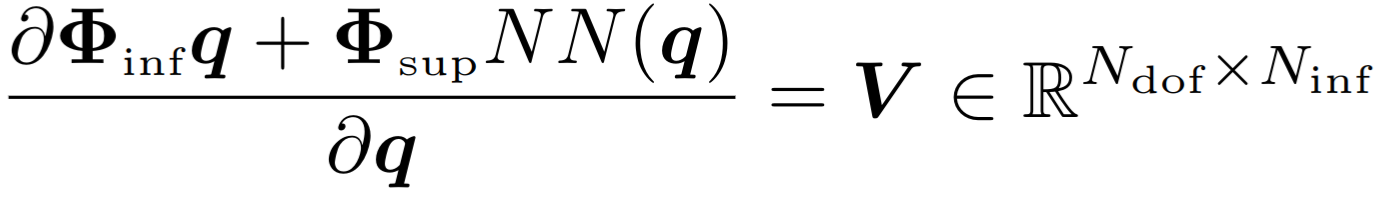 ∂Φ_inf q + Φ_sup NN(q)
∂q
= V ∈ ℝ^{N_dof × N_inf}